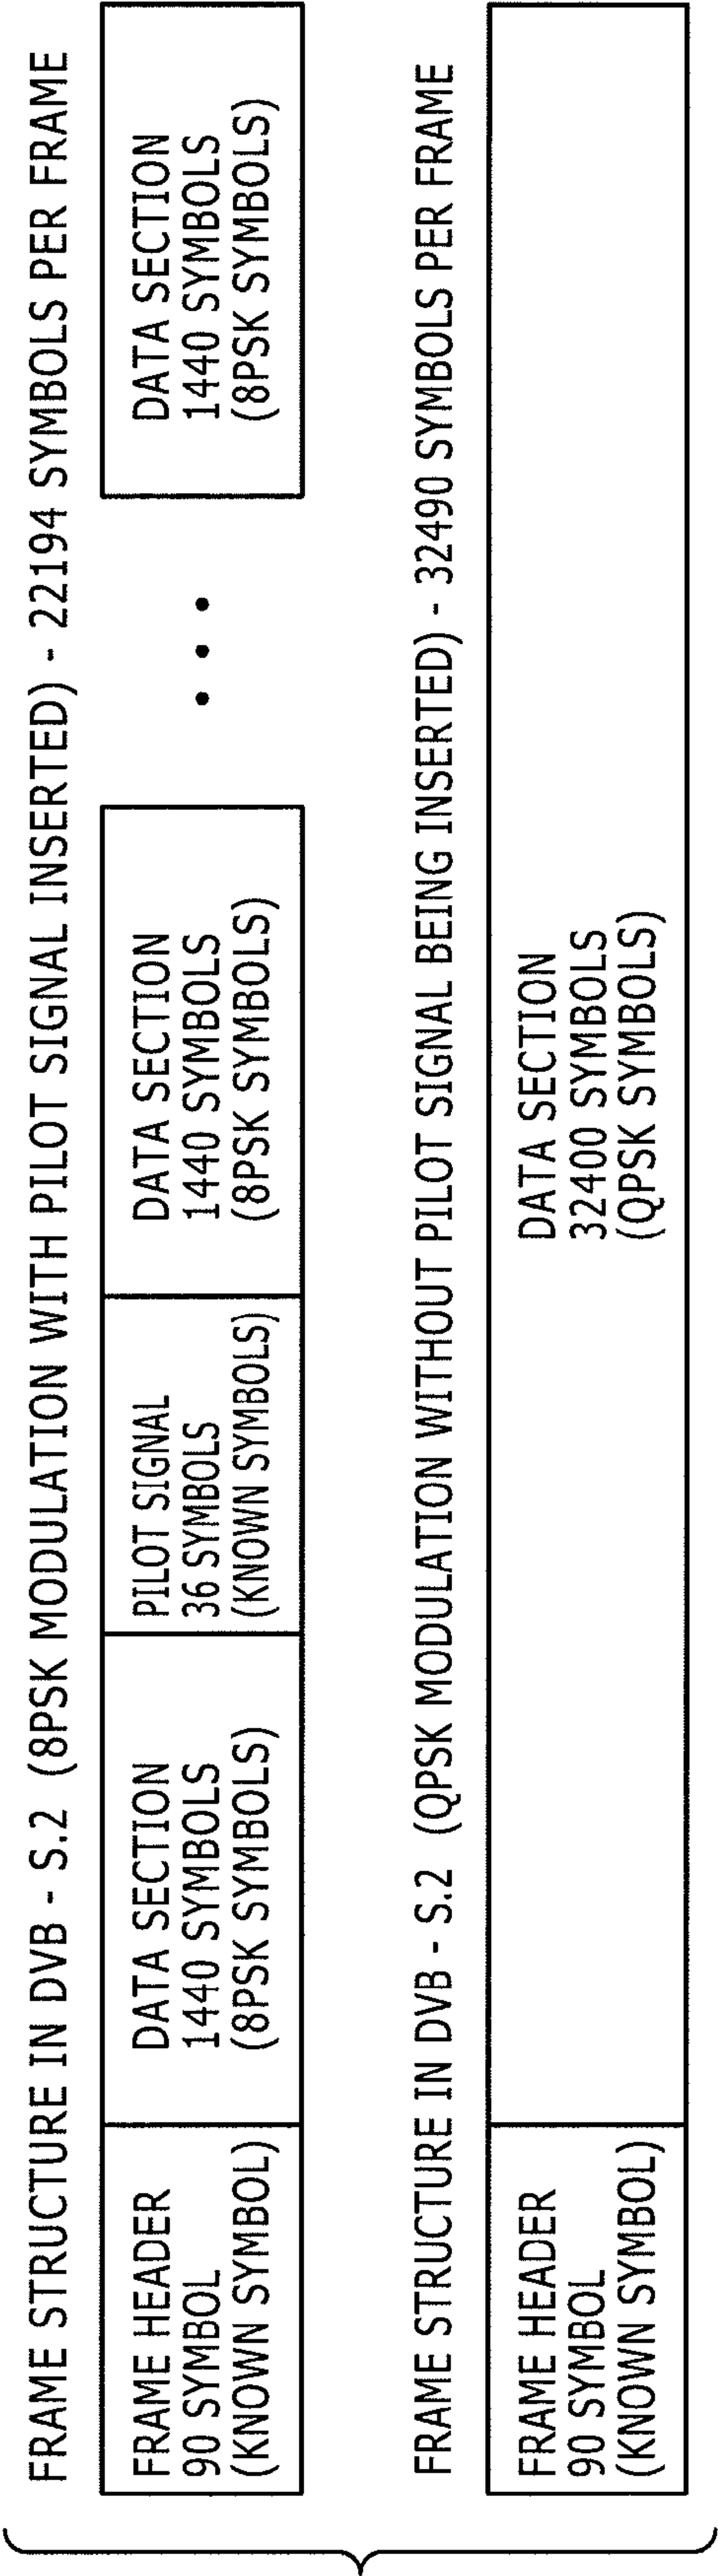 FRAME STRUCTURE IN DVB - S.2 (8PSK MODULATION WITH PILOT SIGNAL INSERTED) - 22194 SYMBOLS PER FRAME
FRAME HEADER
90 SYMBOL
(KNOWN SYMBOL)
DATA SECTION
1440 SYMBOLS
(8PSK SYMBOLS)
PILOT SIGNAL
36 SYMBOLS
(KNOWN SYMBOLS)
DATA SECTION
1440 SYMBOLS
(8PSK SYMBOLS)
• • •
DATA SECTION
1440 SYMBOLS
(8PSK SYMBOLS)
FRAME STRUCTURE IN DVB - S.2 (QPSK MODULATION WITHOUT PILOT SIGNAL BEING INSERTED) - 32490 SYMBOLS PER FRAME
FRAME HEADER
90 SYMBOL
(KNOWN SYMBOL)
DATA SECTION
32400 SYMBOLS
(QPSK SYMBOLS)